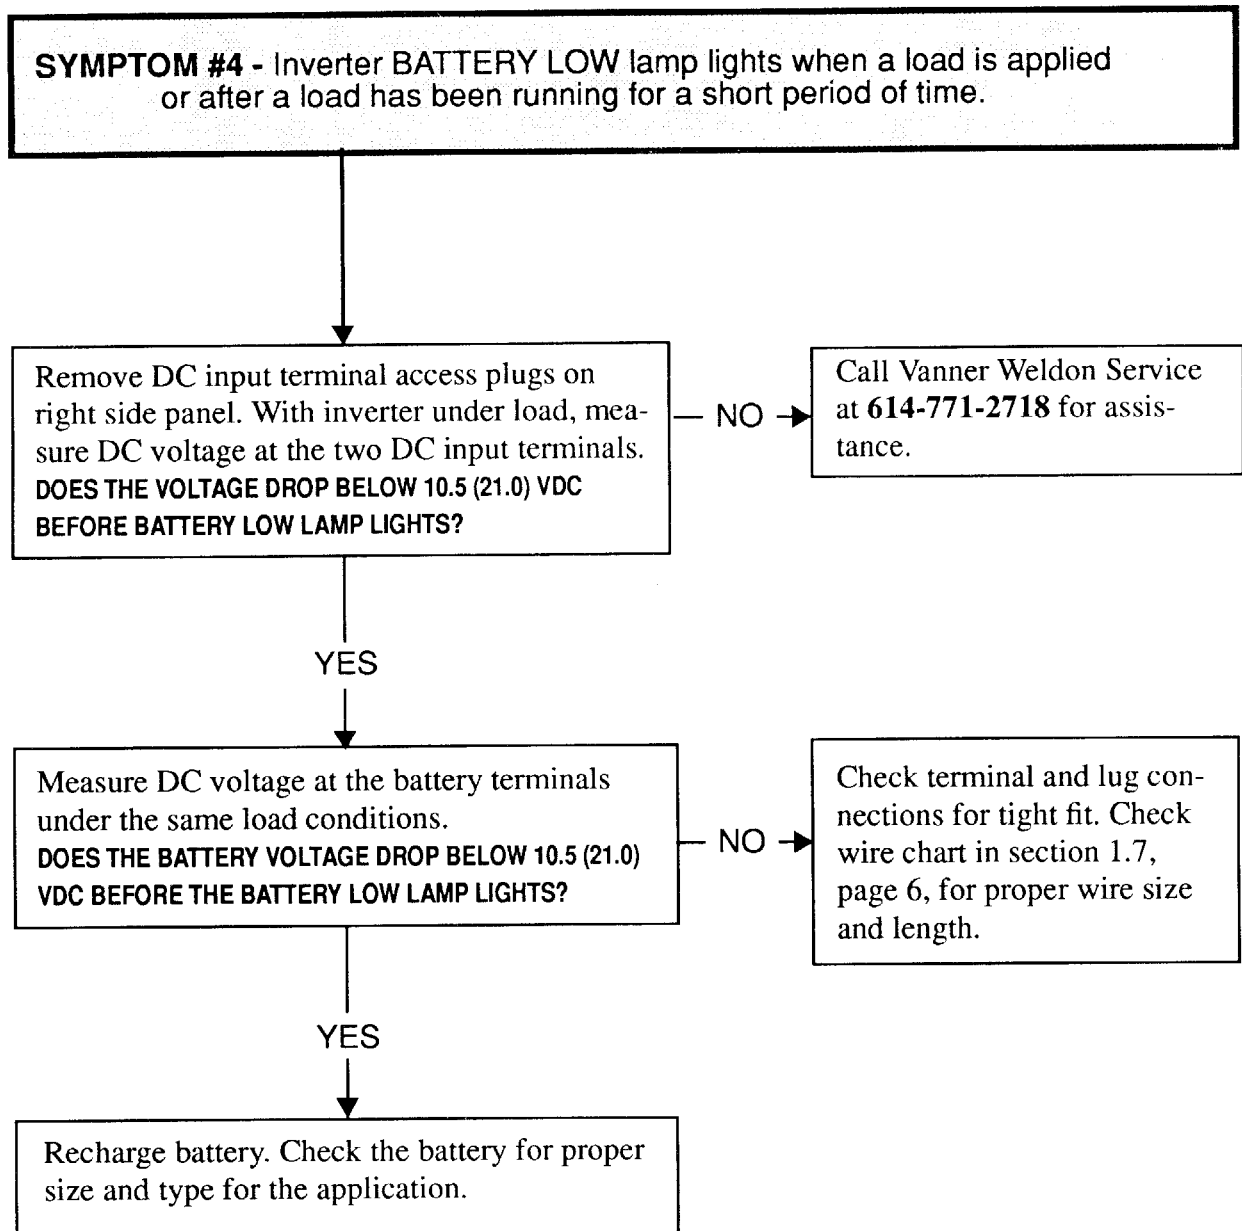 SYMPTOM #4 - Inverter BATTERY LOW lamp lights when a load is applied
or after a load has been running for a short period of time.
Remove DC input terminal access plugs on
right side panel. With inverter under load, mea-
sure DC voltage at the two DC input terminals.
DOES THE VOLTAGE DROP BELOW 10.5 (21.0) VDC
BEFORE BATTERY LOW LAMP LIGHTS?
NO
Call Vanner Weldon Service
at 614-771-2718 for assis-
tance.
YES
Measure DC voltage at the battery terminals
under the same load conditions.
DOES THE BATTERY VOLTAGE DROP BELOW 10.5 (21.0)
VDC BEFORE THE BATTERY LOW LAMP LIGHTS?
NO
Check terminal and lug con-
nections for tight fit. Check
wire chart in section 1.7,
page 6, for proper wire size
and length.
YES
Recharge battery. Check the battery for proper
size and type for the application.